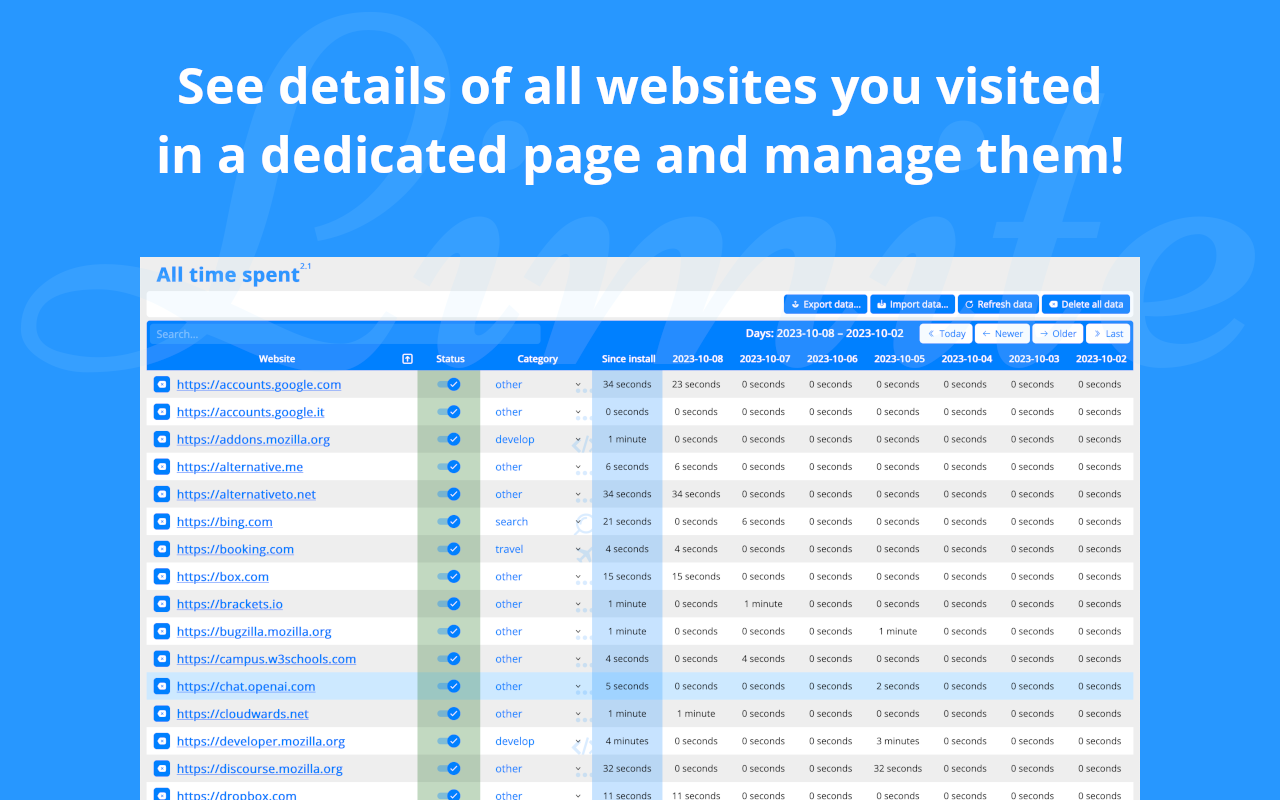 Limite
See details of all websites you visited
in a dedicated page and manage them!
All time spent 2.1
Export data... Import data... Refresh data Delete all data
Search... Days: 2023-10-08 – 2023-10-02 Today Newer Older Last
Website Status Category Since install 2023-10-08 2023-10-07 2023-10-06 2023-10-05 2023-10-04 2023-10-03 2023-10-02
https://accounts.google.com other 34 seconds 23 seconds 0 seconds 0 seconds 0 seconds 0 seconds 0 seconds 0 seconds
https://accounts.google.it other 0 seconds 0 seconds 0 seconds 0 seconds 0 seconds 0 seconds 0 seconds 0 seconds
https://addons.mozilla.org develop 1 minute 0 seconds 0 seconds 0 seconds 0 seconds 0 seconds 0 seconds 0 seconds
https://alternative.me other 6 seconds 6 seconds 0 seconds 0 seconds 0 seconds 0 seconds 0 seconds 0 seconds
https://alternativeto.net other 34 seconds 34 seconds 0 seconds 0 seconds 0 seconds 0 seconds 0 seconds 0 seconds
https://bing.com search 21 seconds 0 seconds 6 seconds 0 seconds 0 seconds 0 seconds 0 seconds 0 seconds
https://booking.com travel 4 seconds 4 seconds 0 seconds 0 seconds 0 seconds 0 seconds 0 seconds 0 seconds
https://box.com other 15 seconds 15 seconds 0 seconds 0 seconds 0 seconds 0 seconds 0 seconds 0 seconds
https://brackets.io other 1 minute 0 seconds 1 minute 0 seconds 0 seconds 0 seconds 0 seconds 0 seconds
https://bugzilla.mozilla.org other 1 minute 0 seconds 0 seconds 0 seconds 1 minute 0 seconds 0 seconds 0 seconds
https://campus.w3schools.com other 4 seconds 0 seconds 4 seconds 0 seconds 0 seconds 0 seconds 0 seconds 0 seconds
https://chat.openai.com other 5 seconds 0 seconds 0 seconds 0 seconds 2 seconds 0 seconds 0 seconds 0 seconds
https://cloudwards.net other 1 minute 1 minute 0 seconds 0 seconds 0 seconds 0 seconds 0 seconds 0 seconds
https://developer.mozilla.org develop 4 minutes 0 seconds 0 seconds 0 seconds 3 minutes 0 seconds 0 seconds 0 seconds
https://discourse.mozilla.org other 32 seconds 0 seconds 0 seconds 0 seconds 32 seconds 0 seconds 0 seconds 0 seconds
https://dropbox.com other 11 seconds 11 seconds 0 seconds 0 seconds 0 seconds 0 seconds 0 seconds 0 seconds